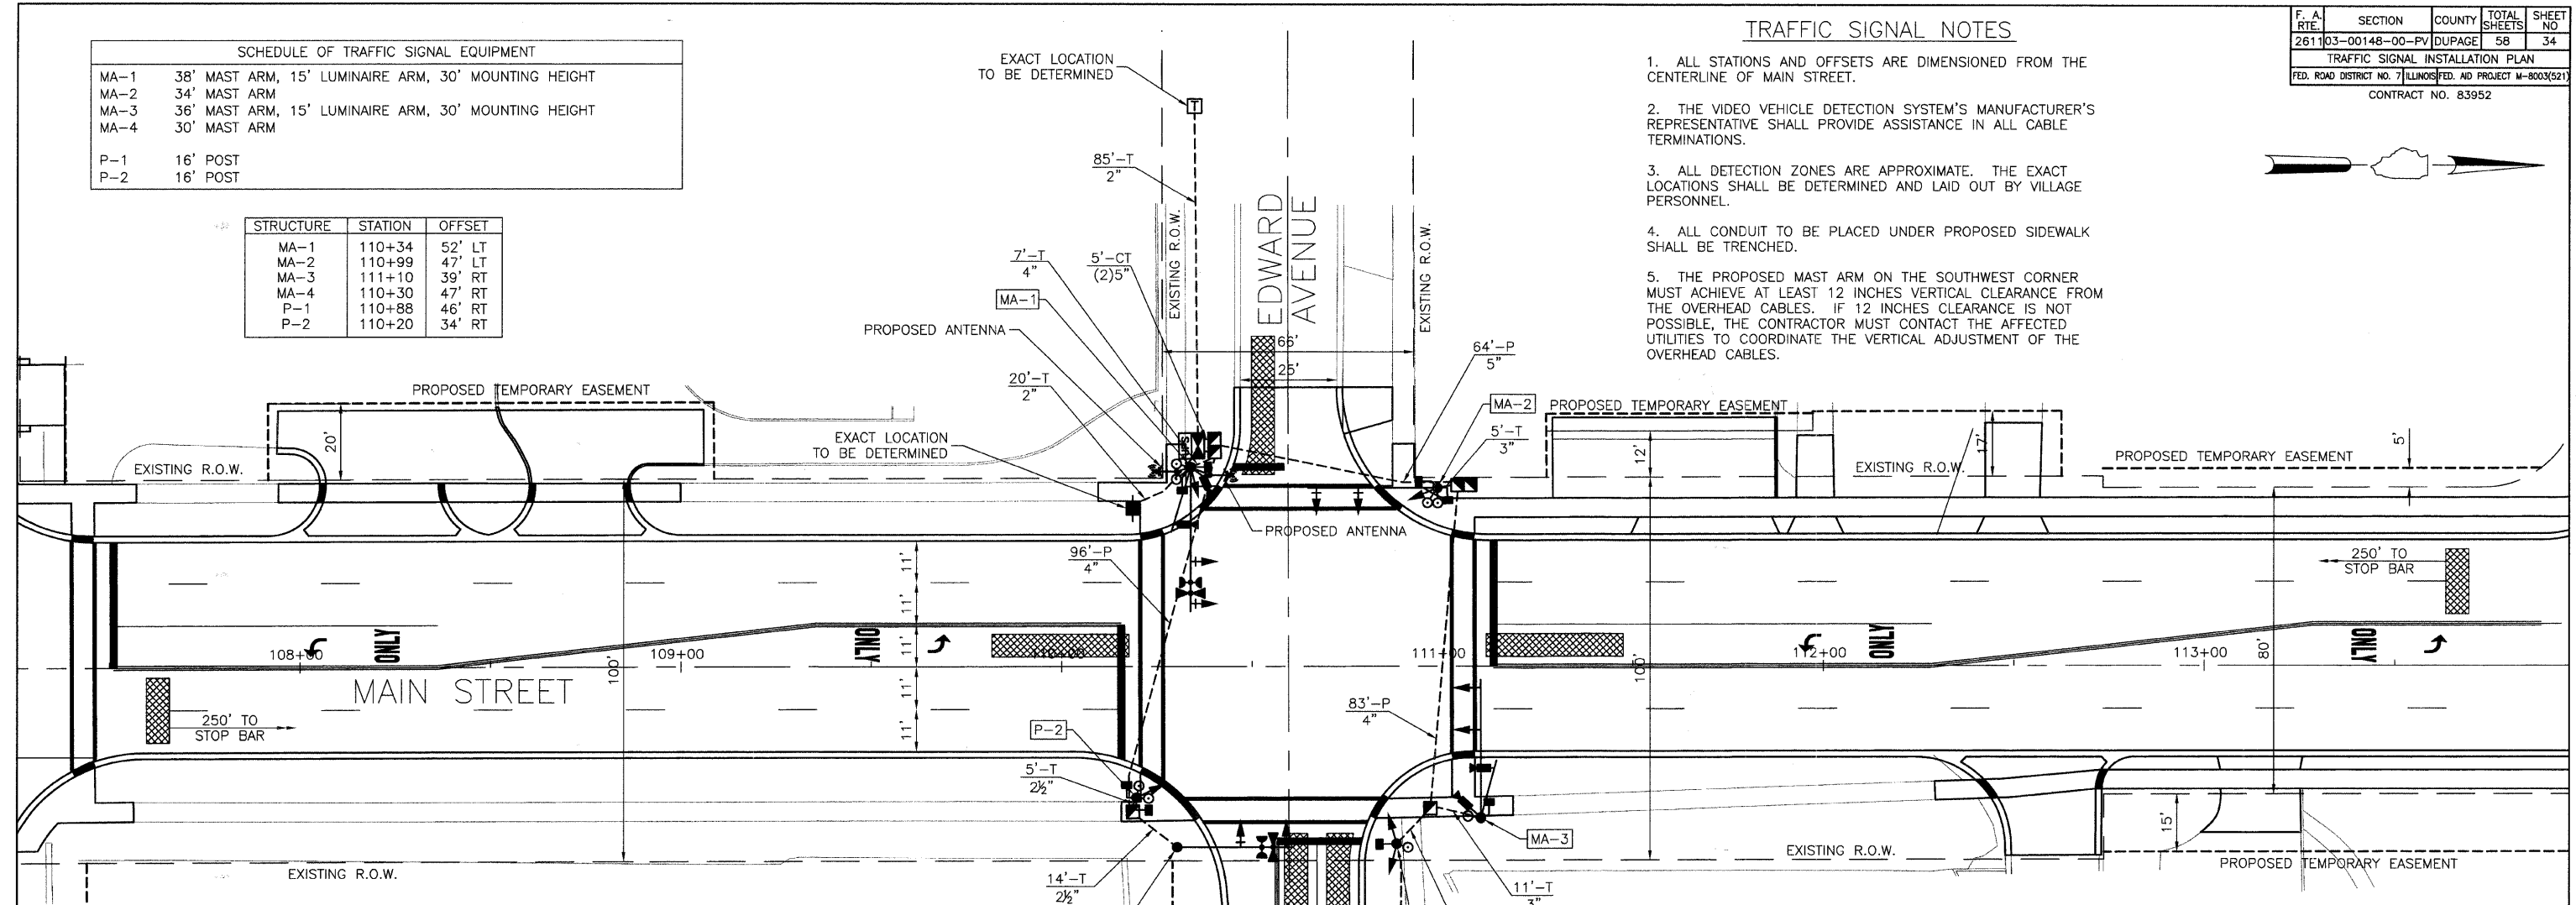 SCHEDULE OF TRAFFIC SIGNAL EQUIPMENT
MA-1 38' MAST ARM, 15' LUMINAIRE ARM, 30' MOUNTING HEIGHT
MA-2 34' MAST ARM
MA-3 36' MAST ARM, 15' LUMINAIRE ARM, 30' MOUNTING HEIGHT
MA-4 30' MAST ARM
P-1 16' POST
P-2 16' POST
STRUCTURE STATION OFFSET
MA-1 110+34 52' LT
MA-2 110+99 47' LT
MA-3 111+10 39' RT
MA-4 110+30 47' RT
P-1 110+88 46' RT
P-2 110+20 34' RT
TRAFFIC SIGNAL NOTES
1. ALL STATIONS AND OFFSETS ARE DIMENSIONED FROM THE
CENTERLINE OF MAIN STREET.
2. THE VIDEO VEHICLE DETECTION SYSTEM'S MANUFACTURER'S
REPRESENTATIVE SHALL PROVIDE ASSISTANCE IN ALL CABLE
TERMINATIONS.
3. ALL DETECTION ZONES ARE APPROXIMATE. THE EXACT
LOCATIONS SHALL BE DETERMINED AND LAID OUT BY VILLAGE
PERSONNEL.
4. ALL CONDUIT TO BE PLACED UNDER PROPOSED SIDEWALK
SHALL BE TRENCHED.
5. THE PROPOSED MAST ARM ON THE SOUTHWEST CORNER
MUST ACHIEVE AT LEAST 12 INCHES VERTICAL CLEARANCE FROM
THE OVERHEAD CABLES. IF 12 INCHES CLEARANCE IS NOT
POSSIBLE, THE CONTRACTOR MUST CONTACT THE AFFECTED
UTILITIES TO COORDINATE THE VERTICAL ADJUSTMENT OF THE
OVERHEAD CABLES.
F. A. RTE. SECTION COUNTY TOTAL SHEETS SHEET NO
2611 03-00148-00-PV DUPAGE 58 34
TRAFFIC SIGNAL INSTALLATION PLAN
FED. ROAD DISTRICT NO. 7 ILLINOIS FED. AID PROJECT M-8003(521)
CONTRACT NO. 83952
EXACT LOCATION
TO BE DETERMINED
T
85'-T
2"
EDWARD
AVENUE
EXISTING R.O.W.
EXISTING R.O.W.
7'-T
4"
5'-CT
(2)5"
MA-1
PROPOSED ANTENNA
66'
25'
20'-T
2"
64'-P
5"
MA-2
5'-T
3"
EXACT LOCATION
TO BE DETERMINED
PROPOSED TEMPORARY EASEMENT
20'
EXISTING R.O.W.
PROPOSED TEMPORARY EASEMENT
12'
17'
EXISTING R.O.W.
5'
PROPOSED TEMPORARY EASEMENT
PROPOSED ANTENNA
96'-P
4"
11'
11'
11'
11'
11'
250' TO
STOP BAR
ONLY
ONLY
ONLY
ONLY
108+00
109+00
110+00
111+00
112+00
113+00
MAIN STREET
100'
100'
80'
250' TO
STOP BAR
P-2
83'-P
4"
5'-T
2½"
MA-3
14'-T
2½"
11'-T
3"
15'
EXISTING R.O.W.
EXISTING R.O.W.
PROPOSED TEMPORARY EASEMENT